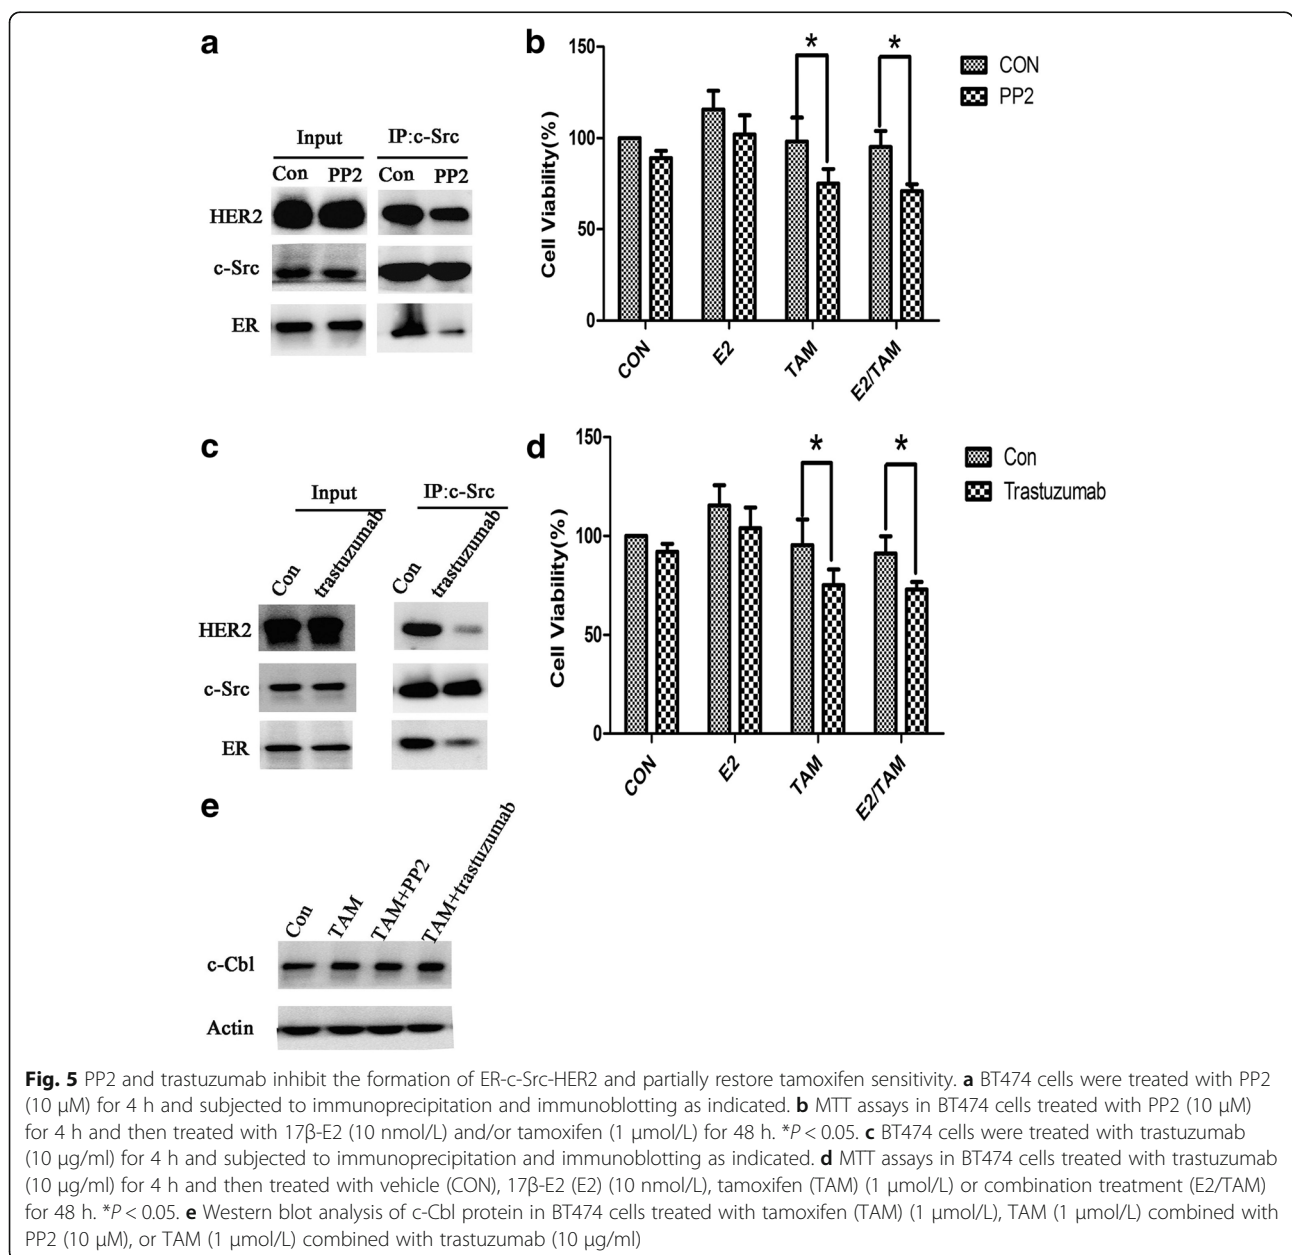 a
Input
IP:c-Src
Con
PP2
Con
PP2
HER2
c-Src
ER
b
150
100
50
0
Cell Viability(%)
* *
CON
PP2
CON
E2
TAM
E2/TAM
c
Input
IP:c-Src
Con
trastuzumab
Con
trastuzumab
HER2
c-Src
ER
d
150
100
50
0
Cell Viability(%)
* *
Con
Trastuzumab
CON
E2
TAM
E2/TAM
e
Con
TAM
TAM+PP2
TAM+trastuzumab
c-Cbl
Actin
Fig. 5 PP2 and trastuzumab inhibit the formation of ER-c-Src-HER2 and partially restore tamoxifen sensitivity. a BT474 cells were treated with PP2
(10 μM) for 4 h and subjected to immunoprecipitation and immunoblotting as indicated. b MTT assays in BT474 cells treated with PP2 (10 μM)
for 4 h and then treated with 17β-E2 (10 nmol/L) and/or tamoxifen (1 μmol/L) for 48 h. *P < 0.05. c BT474 cells were treated with trastuzumab
(10 μg/ml) for 4 h and subjected to immunoprecipitation and immunoblotting as indicated. d MTT assays in BT474 cells treated with trastuzumab
(10 μg/ml) for 4 h and then treated with vehicle (CON), 17β-E2 (E2) (10 nmol/L), tamoxifen (TAM) (1 μmol/L) or combination treatment (E2/TAM)
for 48 h. *P < 0.05. e Western blot analysis of c-Cbl protein in BT474 cells treated with tamoxifen (TAM) (1 μmol/L), TAM (1 μmol/L) combined with
PP2 (10 μM), or TAM (1 μmol/L) combined with trastuzumab (10 μg/ml)